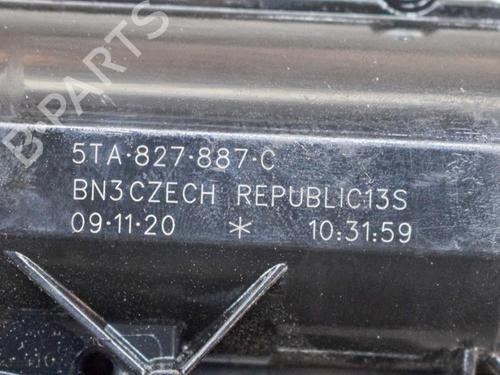 B-PARTS
5TA·827·887·C
BN3CZECH REPUBLIC13S
09·11·20 * 10:31:59